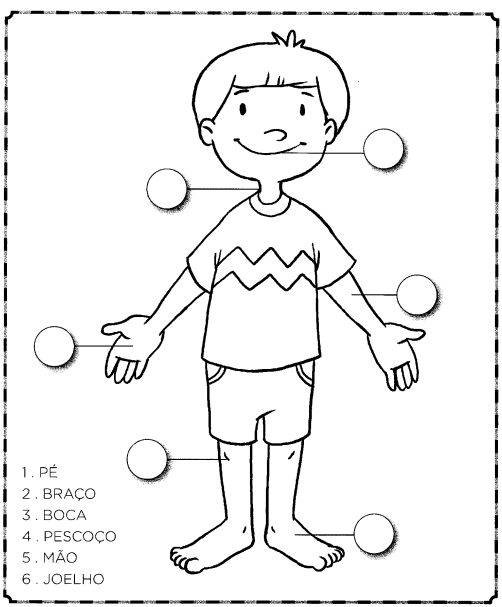 1. PÉ
2. BRAÇO
3. BOCA
4. PESCOÇO
5. MÃO
6. JOELHO